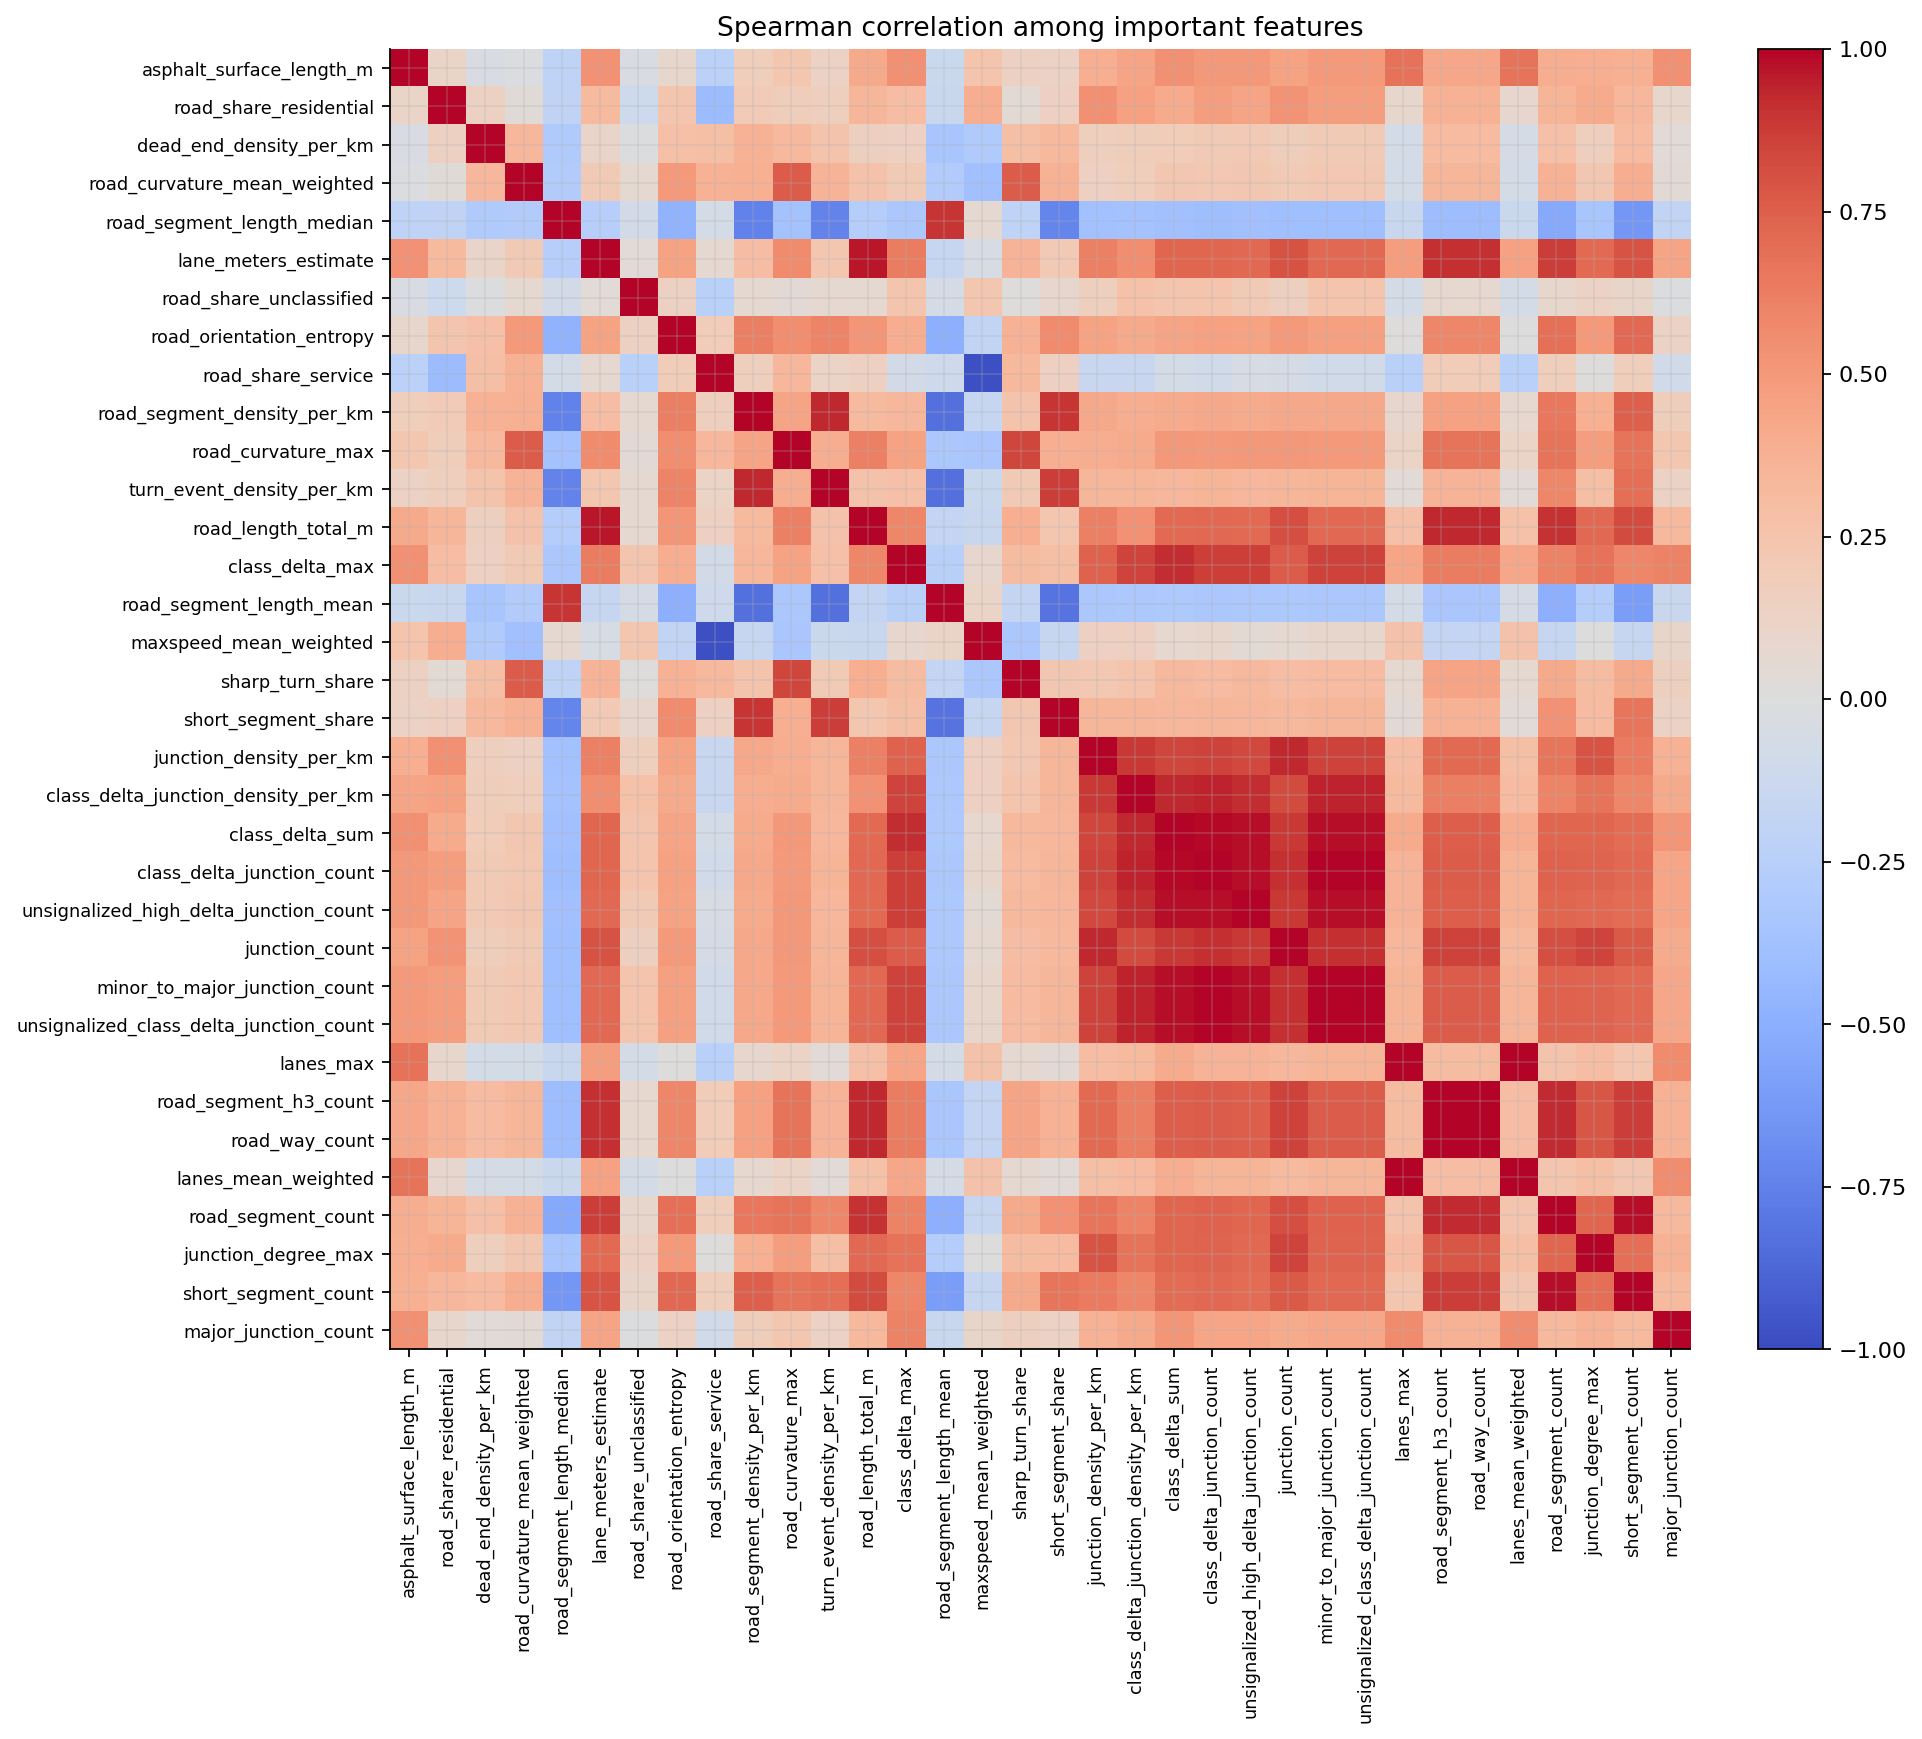 Spearman correlation among important features
asphalt_surface_length_m
road_share_residential
dead_end_density_per_km
road_curvature_mean_weighted
road_segment_length_median
lane_meters_estimate
road_share_unclassified
road_orientation_entropy
road_share_service
road_segment_density_per_km
road_curvature_max
turn_event_density_per_km
road_length_total_m
class_delta_max
road_segment_length_mean
maxspeed_mean_weighted
sharp_turn_share
short_segment_share
junction_density_per_km
class_delta_junction_density_per_km
class_delta_sum
class_delta_junction_count
unsignalized_high_delta_junction_count
junction_count
minor_to_major_junction_count
unsignalized_class_delta_junction_count
lanes_max
road_segment_h3_count
road_way_count
lanes_mean_weighted
road_segment_count
junction_degree_max
short_segment_count
major_junction_count
asphalt_surface_length_m
road_share_residential
dead_end_density_per_km
road_curvature_mean_weighted
road_segment_length_median
lane_meters_estimate
road_share_unclassified
road_orientation_entropy
road_share_service
road_segment_density_per_km
road_curvature_max
turn_event_density_per_km
road_length_total_m
class_delta_max
road_segment_length_mean
maxspeed_mean_weighted
sharp_turn_share
short_segment_share
junction_density_per_km
class_delta_junction_density_per_km
class_delta_sum
class_delta_junction_count
unsignalized_high_delta_junction_count
junction_count
minor_to_major_junction_count
unsignalized_class_delta_junction_count
lanes_max
road_segment_h3_count
road_way_count
lanes_mean_weighted
road_segment_count
junction_degree_max
short_segment_count
major_junction_count
1.00
0.75
0.50
0.25
0.00
−0.25
−0.50
−0.75
−1.00